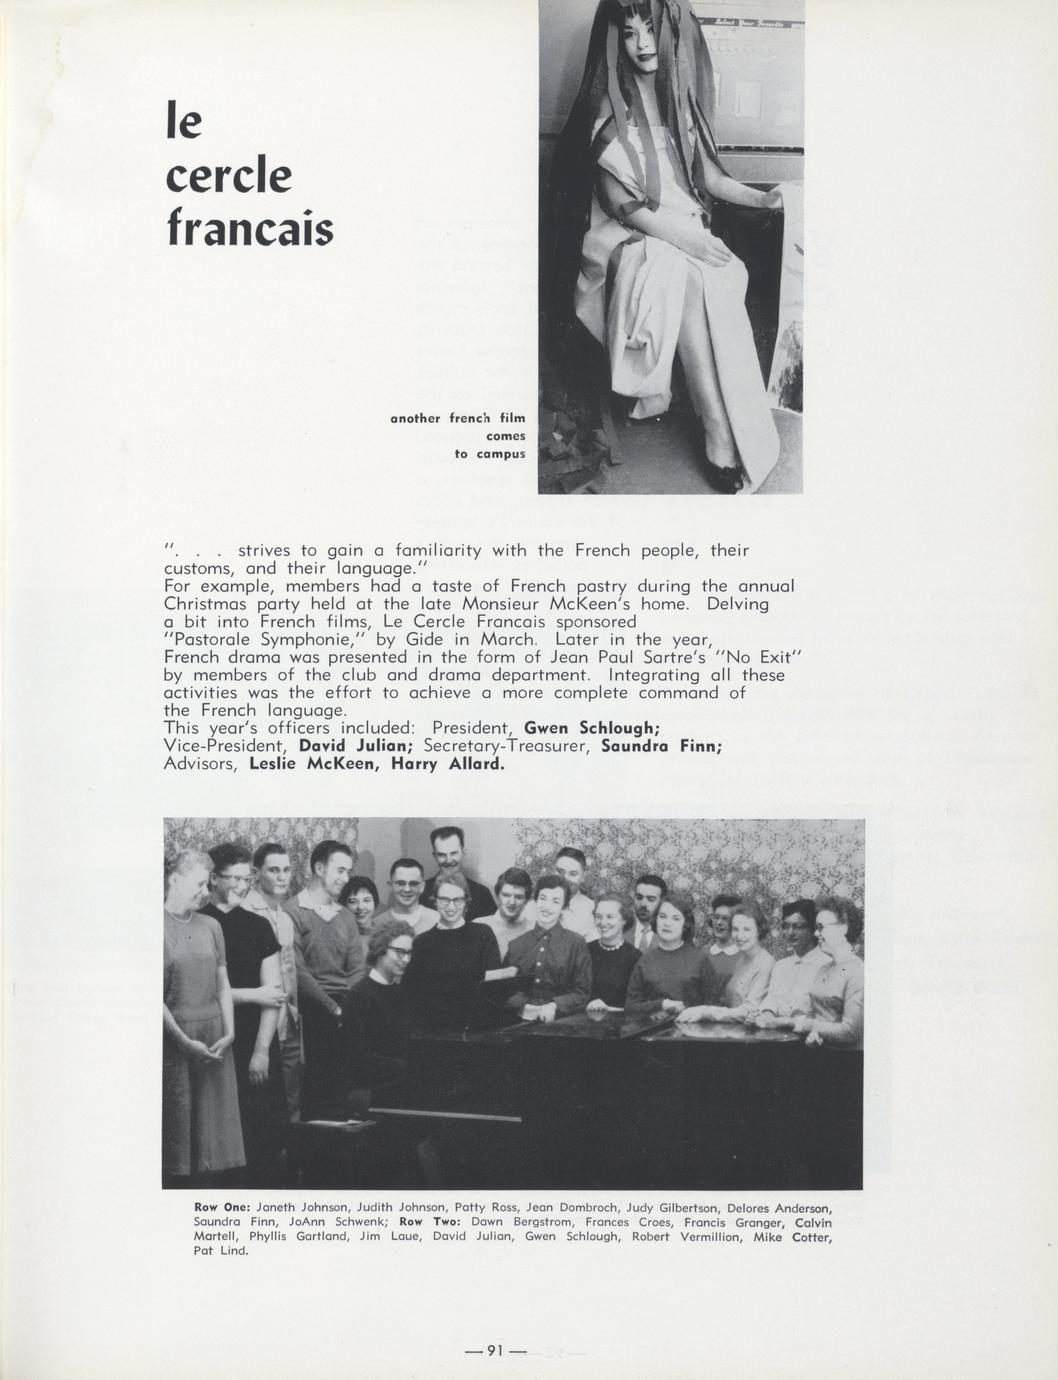 Select Your Favorite
le
cercle
francais
another french film
comes
to campus
". . . strives to gain a familiarity with the French people, their
customs, and their language."
For example, members had a taste of French pastry during the annual
Christmas party held at the late Monsieur McKeen's home. Delving
a bit into French films, Le Cercle Francais sponsored
"Pastorale Symphonie," by Gide in March. Later in the year,
French drama was presented in the form of Jean Paul Sartre's "No Exit"
by members of the club and drama department. Integrating all these
activities was the effort to achieve a more complete command of
the French language.
This year's officers included: President, Gwen Schlough;
Vice-President, David Julian; Secretary-Treasurer, Saundra Finn;
Advisors, Leslie McKeen, Harry Allard.
Row One: Janeth Johnson, Judith Johnson, Patty Ross, Jean Dombroch, Judy Gilbertson, Delores Anderson,
Saundra Finn, JoAnn Schwenk; Row Two: Dawn Bergstrom, Frances Croes, Francis Granger, Calvin
Martell, Phyllis Gartland, Jim Laue, David Julian, Gwen Schlough, Robert Vermillion, Mike Cotter,
Pat Lind.
— 91 —